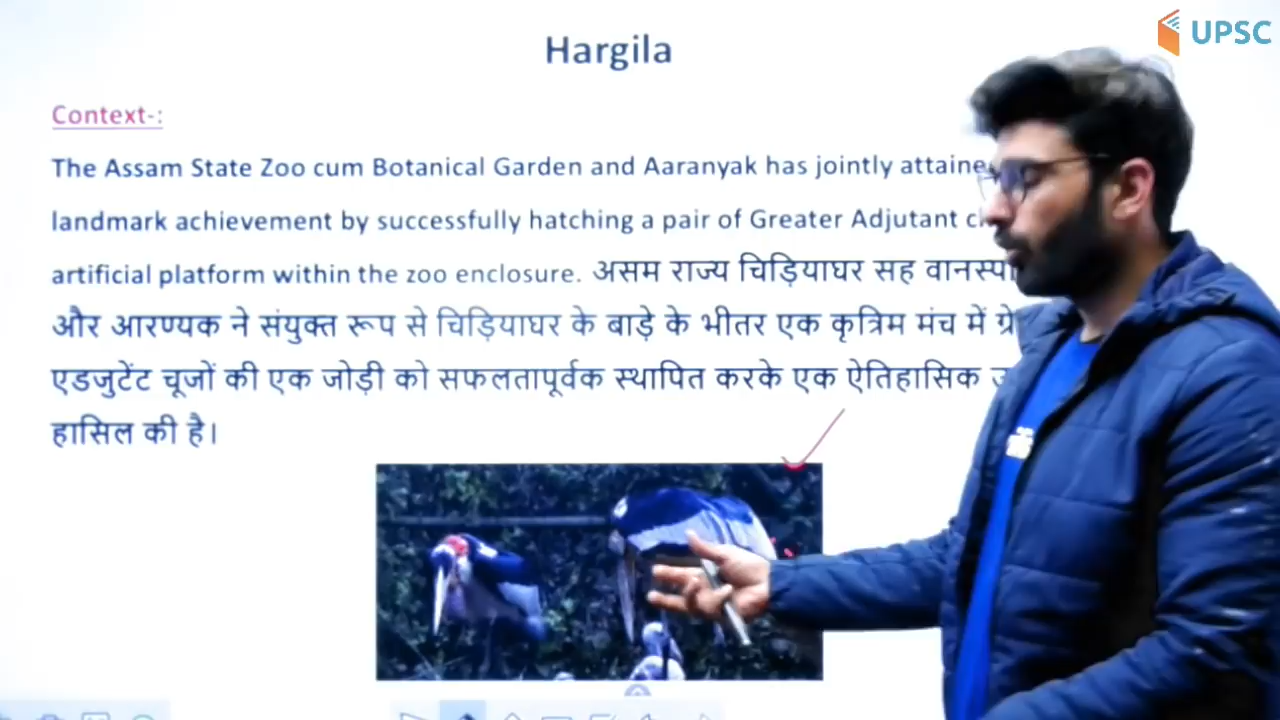 UPSC
Hargila
Context-:
The Assam State Zoo cum Botanical Garden and Aaranyak has jointly
landmark achievement by successfully hatching a pair of Greater Adjutant
artificial platform within the zoo enclosure. असम राज्य चिड़ियाघर सह
और आरण्यक ने संयुक्त रूप से चिड़ियाघर के बाड़े के भीतर एक कृत्रिम मंच में
एडजुटेंट चूजों की एक जोड़ी को सफलतापूर्वक स्थापित करके एक ऐतिहासिक
हासिल की है।